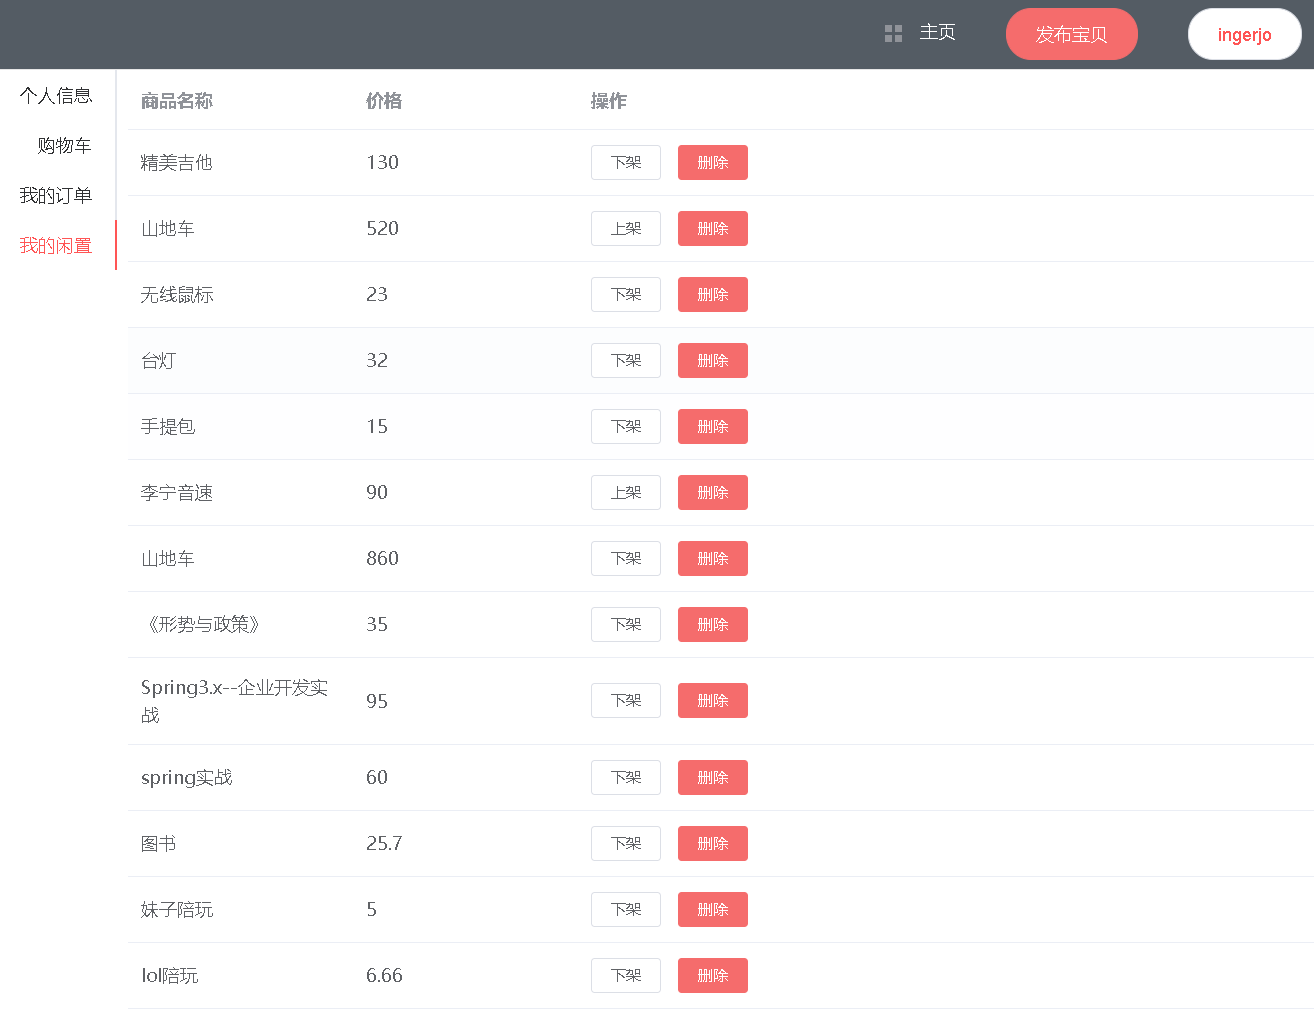 主页 发布宝贝 ingerjo
个人信息
购物车
我的订单
我的闲置
商品名称 价格 操作
精美吉他 130 下架 删除
山地车 520 上架 删除
无线鼠标 23 下架 删除
台灯 32 下架 删除
手提包 15 下架 删除
李宁音速 90 上架 删除
山地车 860 下架 删除
《形势与政策》 35 下架 删除
Spring3.x--企业开发实
战 95 下架 删除
spring实战 60 下架 删除
图书 25.7 下架 删除
妹子陪玩 5 下架 删除
lol陪玩 6.66 下架 删除